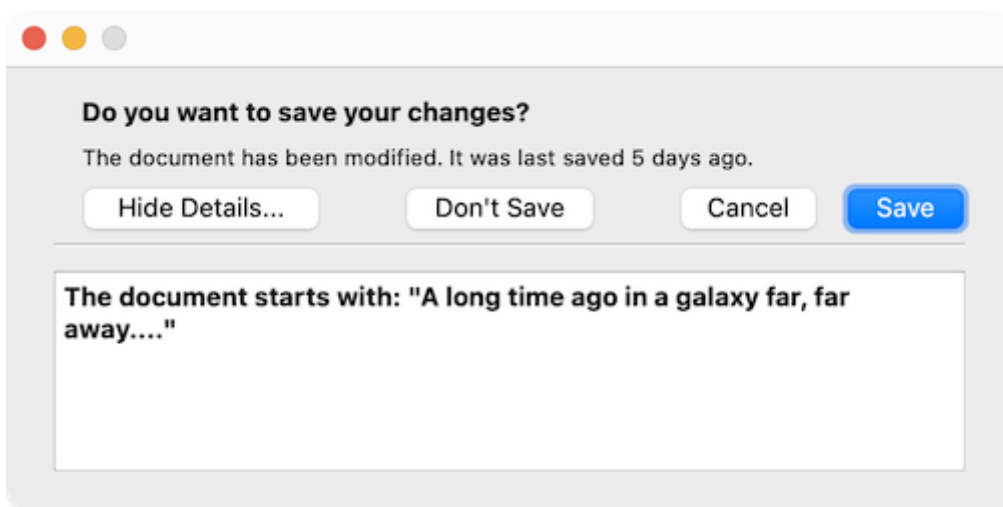 Do you want to save your changes?
The document has been modified. It was last saved 5 days ago.
Hide Details... Don't Save Cancel Save
The document starts with: "A long time ago in a galaxy far, far
away...."